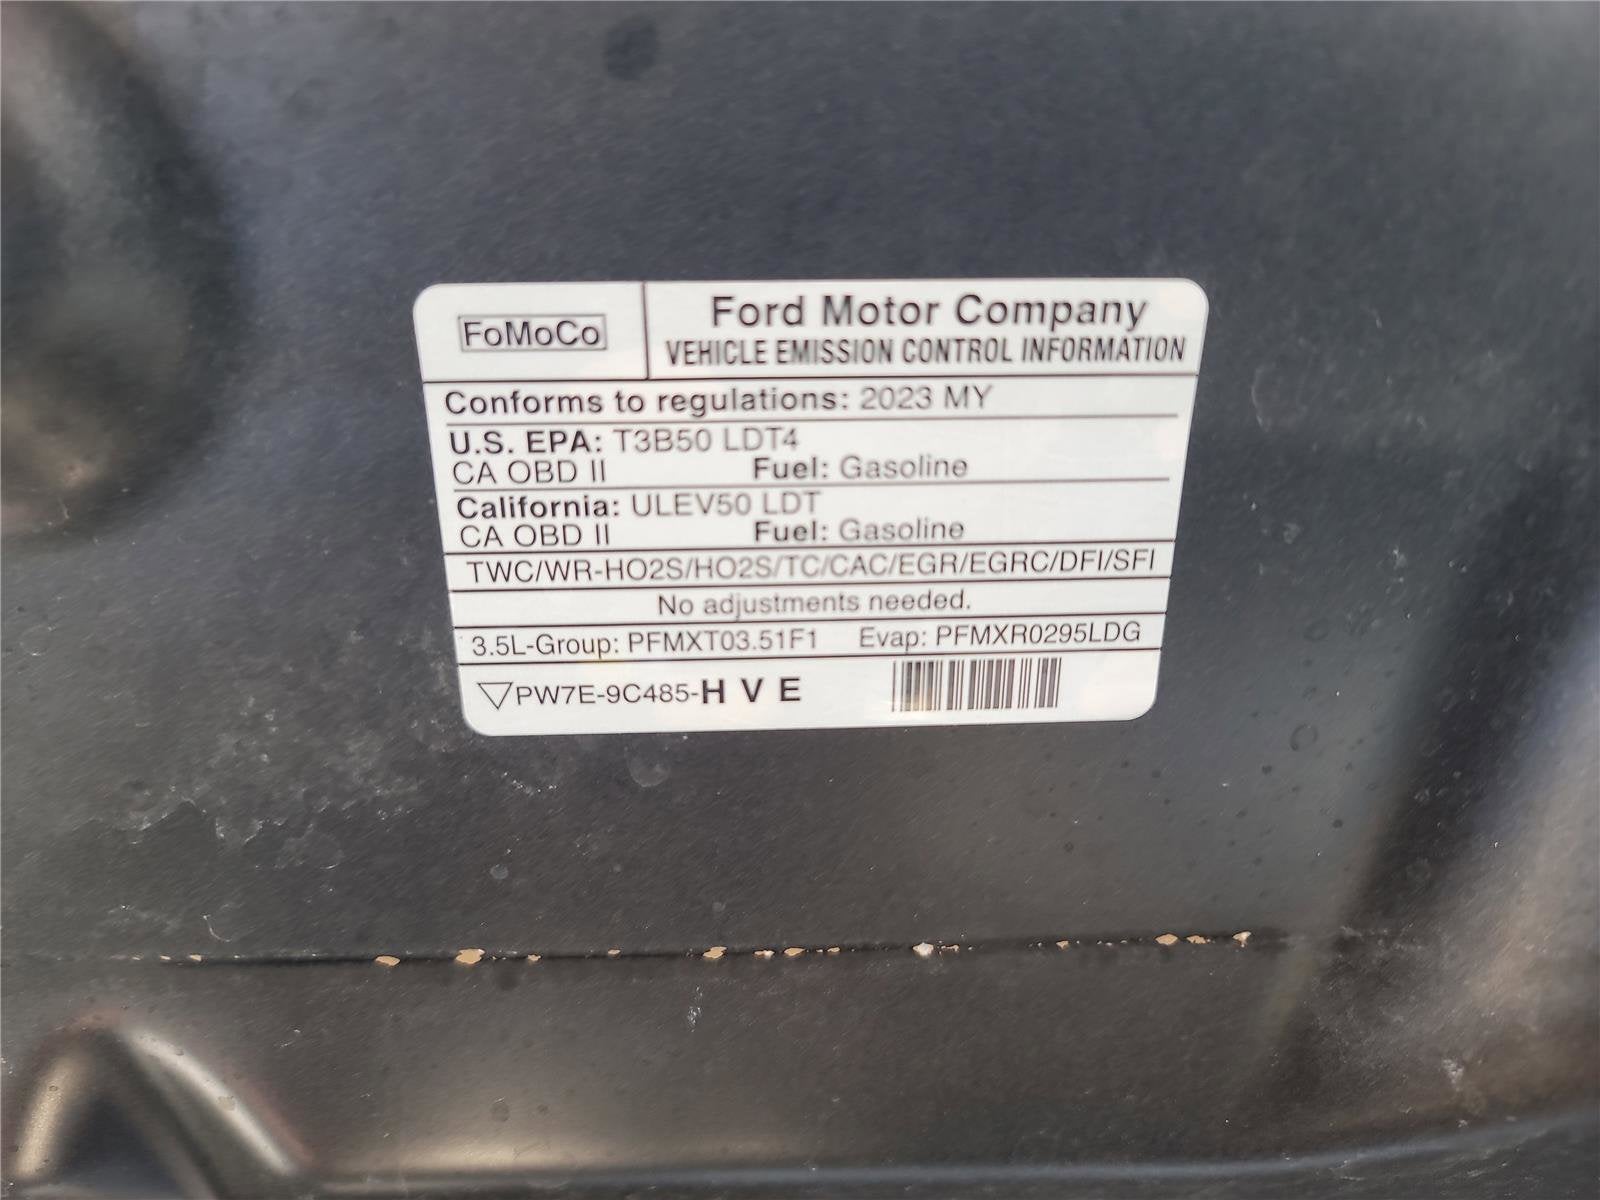 FoMoCo
Ford Motor Company
VEHICLE EMISSION CONTROL INFORMATION
Conforms to regulations: 2023 MY
U.S. EPA: T3B50 LDT4
CA OBD II Fuel: Gasoline
California: ULEV50 LDT
CA OBD II Fuel: Gasoline
TWC/WR-HO2S/HO2S/TC/CAC/EGR/EGRC/DFI/SFI
No adjustments needed.
3.5L-Group: PFMXT03.51F1 Evap: PFMXR0295LDG
PW7E-9C485-H V E